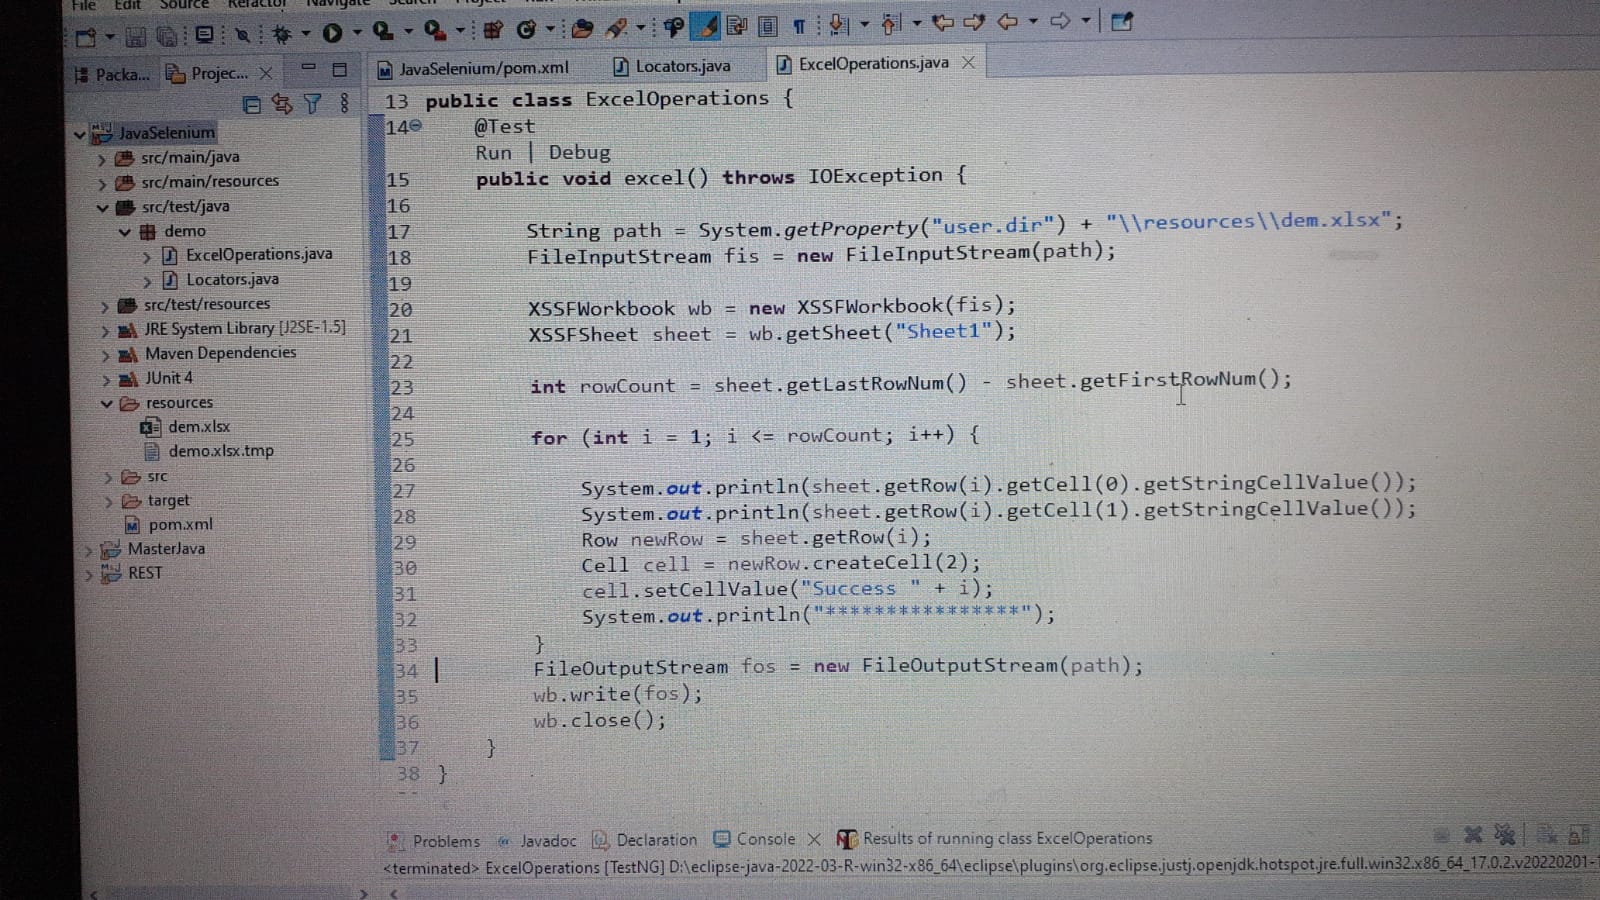 File Edit Source Refactor Navigate Search Project Run
Packa... Projec...
JavaSelenium/pom.xml Locators.java ExcelOperations.java
JavaSelenium
src/main/java
src/main/resources
src/test/java
demo
ExcelOperations.java
Locators.java
src/test/resources
JRE System Library [J2SE-1.5]
Maven Dependencies
JUnit 4
resources
dem.xlsx
demo.xlsx.tmp
src
target
pom.xml
MasterJava
REST
13 public class ExcelOperations {
14 @Test
Run | Debug
15 public void excel() throws IOException {
16
17 String path = System.getProperty("user.dir") + "\\resources\\dem.xlsx";
18 FileInputStream fis = new FileInputStream(path);
19
20 XSSFWorkbook wb = new XSSFWorkbook(fis);
21 XSSFSheet sheet = wb.getSheet("Sheet1");
22
23 int rowCount = sheet.getLastRowNum() - sheet.getFirstRowNum();
24
25 for (int i = 1; i <= rowCount; i++) {
26
27 System.out.println(sheet.getRow(i).getCell(0).getStringCellValue());
28 System.out.println(sheet.getRow(i).getCell(1).getStringCellValue());
29 Row newRow = sheet.getRow(i);
30 Cell cell = newRow.createCell(2);
31 cell.setCellValue("Success " + i);
32 System.out.println("****************");
33 }
34 FileOutputStream fos = new FileOutputStream(path);
35 wb.write(fos);
36 wb.close();
37 }
38 }
Problems Javadoc Declaration Console Results of running class ExcelOperations
<terminated> ExcelOperations [TestNG] D:\eclipse-java-2022-03-R-win32-x86_64\eclipse\plugins\org.eclipse.justj.openjdk.hotspot.jre.full.win32.x86_64_17.0.2.v20220201-